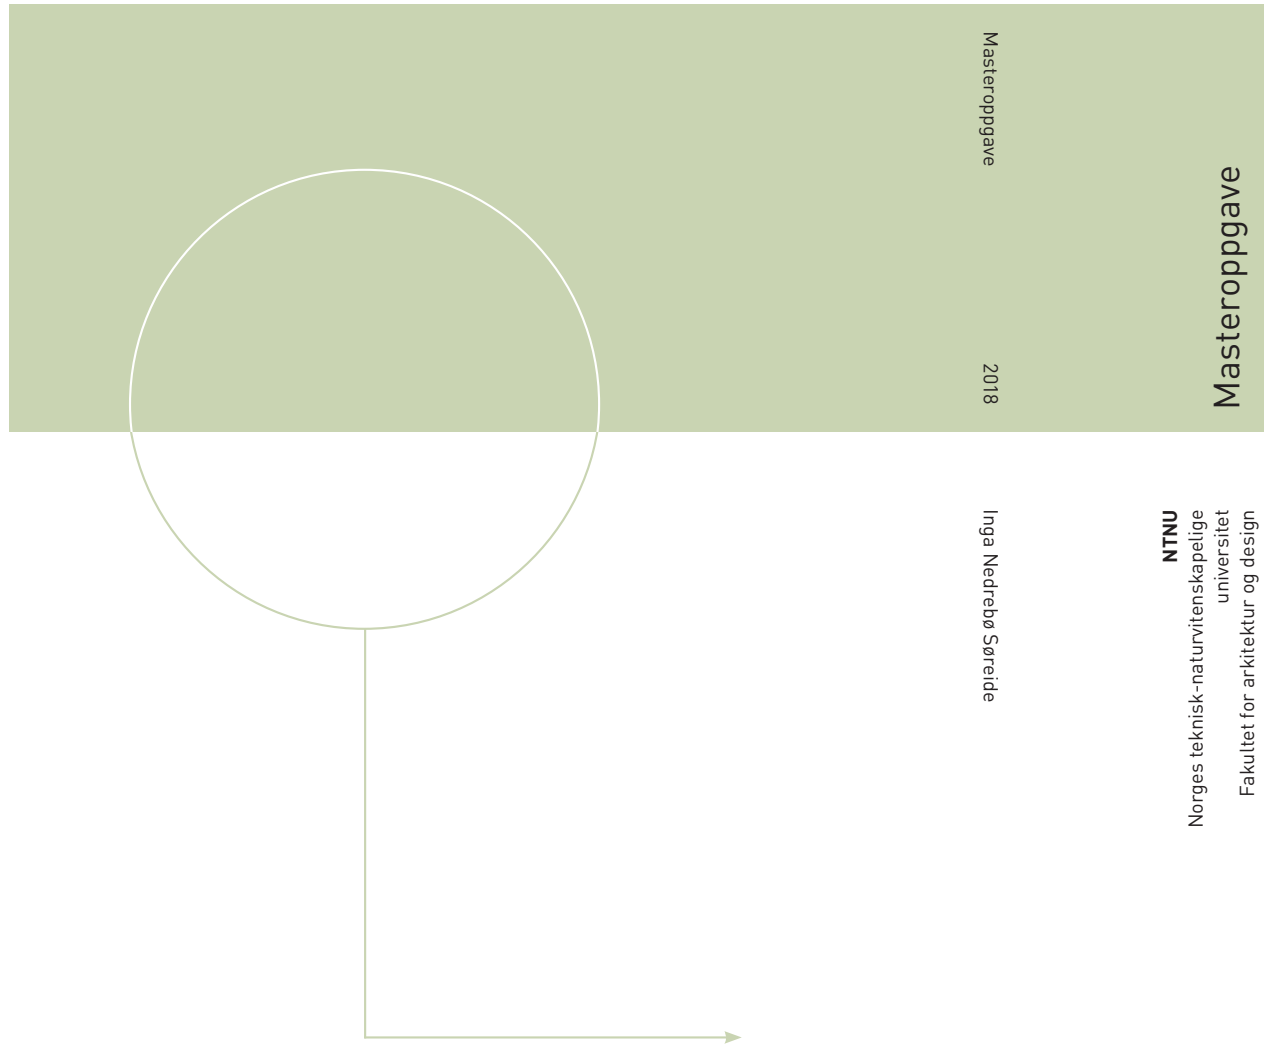 Masteroppgave
2018
Inga Nedrebø Søreide
Masteroppgave
NTNU
Norges teknisk-naturvitenskapelige
universitet
Fakultet for arkitektur og design